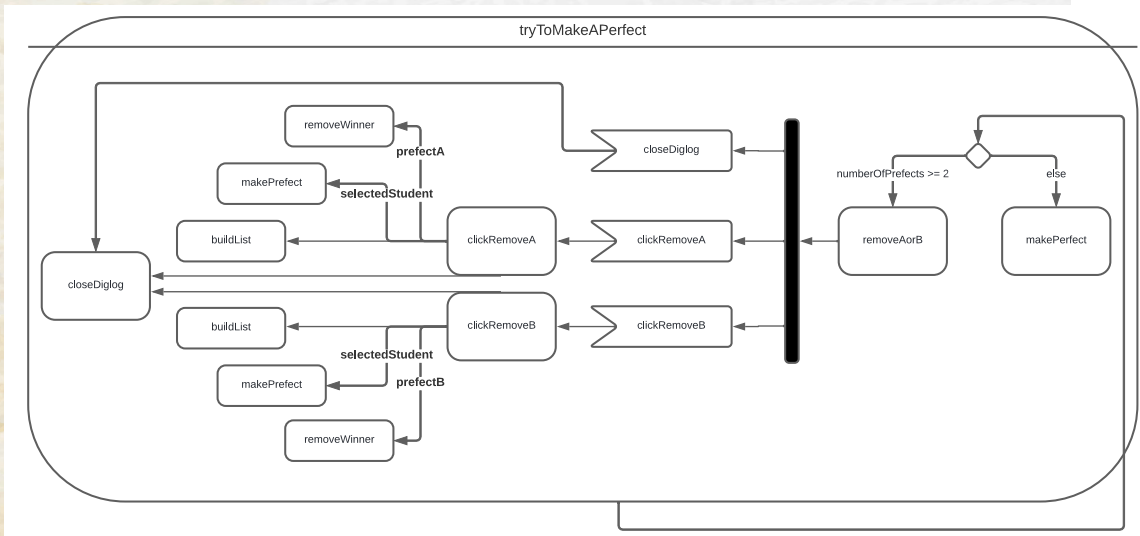 tryToMakeAPerfect
removeWinner
prefectA
closeDiglog
makePrefect
selectedStudent
numberOfPrefects >= 2
else
buildList
clickRemoveA
clickRemoveA
removeAorB
makePerfect
closeDiglog
buildList
clickRemoveB
clickRemoveB
selectedStudent
makePrefect
prefectB
removeWinner